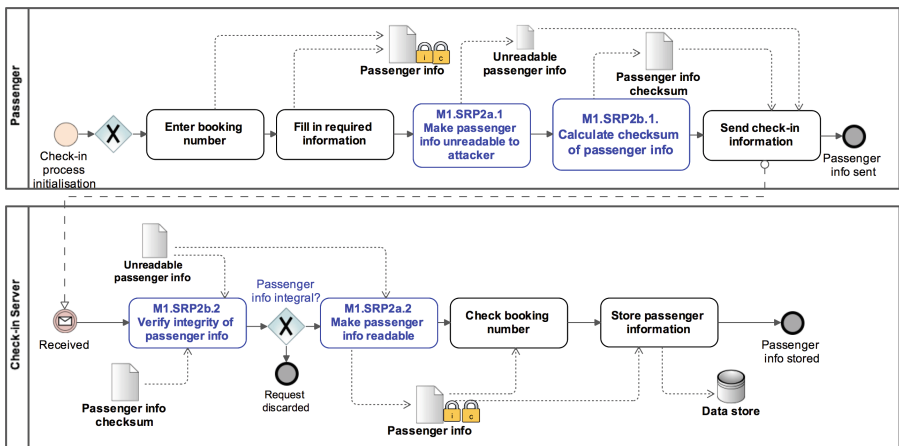 Passenger
i c
Passenger info
Unreadable
passenger info
Passenger info
checksum
Check-in
process
initialisation
X
Enter booking
number
Fill in required
information
M1.SRP2a.1
Make passenger
info unreadable to
attacker
M1.SRP2b.1.
Calculate checksum
of passenger info
Send check-in
information
Passenger
info sent
Check-in Server
Unreadable
passenger info
Received
M1.SRP2b.2
Verify integrity of
passenger info
Passenger
info integral?
X
Request
discarded
M1.SRP2a.2
Make passenger
info readable
Check booking
number
Store passenger
information
Passenger
info stored
Passenger info
checksum
i c
Passenger info
Data store